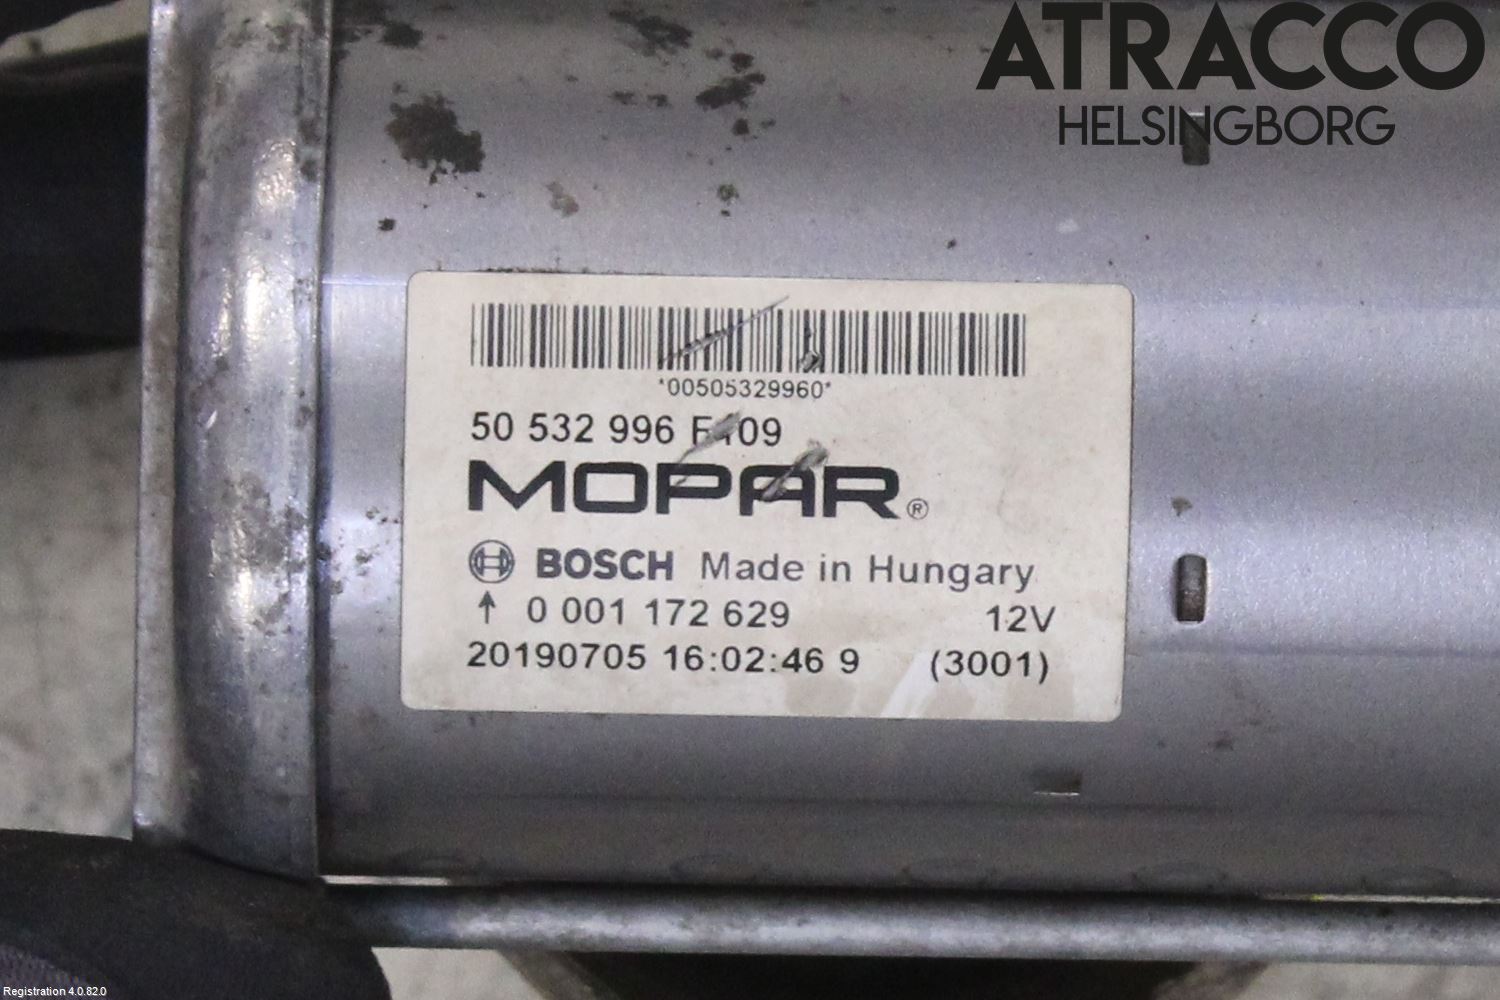 ATRACCO
HELSINGBORG
*00505329960*
50 532 996
MOPAR®
BOSCH Made in Hungary
↑ 0 001 172 629 12V
20190705 16:02:46 9 (3001)
Registration 4.0.82.0